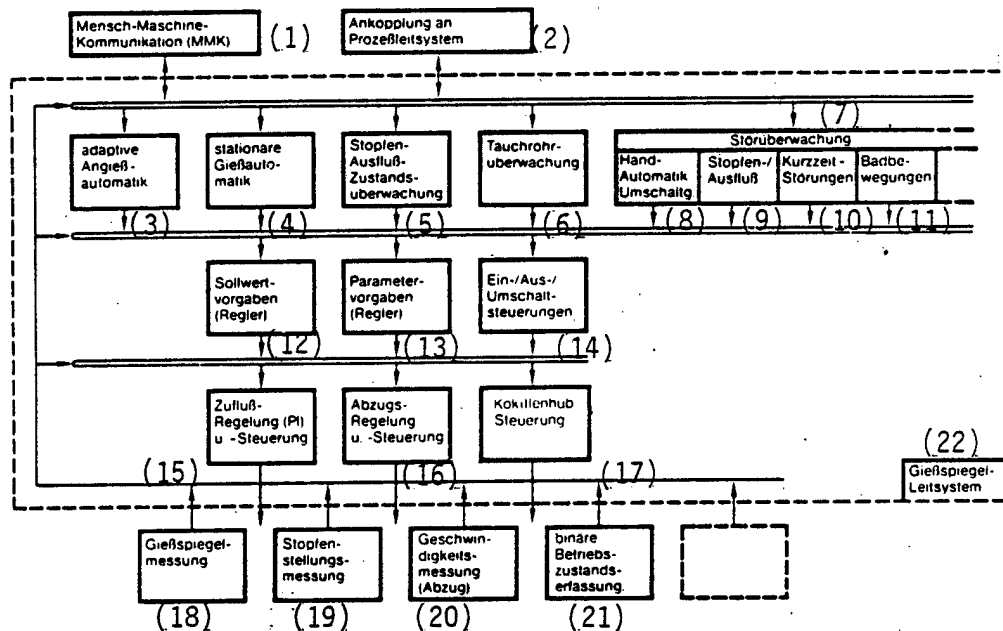 Mensch-Maschine-
Kommunikation (MMK)
(1)
Ankopplung an
Prozeßleitsystem
(2)
(7)
adaptive
Angieß-
automatik
stationäre
Gießauto-
matik
Stopfen-
Ausfluß-
Zustands-
überwachung
Tauchrohr-
überwachung
Störüberwachung
Hand-
Automatik
Umschaltg.
Stopfen-/
Ausfluß
Kurzzeit-
Störungen
Badbe-
wegungen
(3)
(4)
(5)
(6)
(8)
(9)
(10)
(11)
Sollwert-
vorgaben
(Regler)
Parameter-
vorgaben
(Regler)
Ein-/Aus-/
Umschalt-
steuerungen
(12)
(13)
(14)
Zufluß-
Regelung (PI)
u -Steuerung
Abzugs-
Regelung
u. -Steuerung
Kokillenhub
Steuerung
(15)
(16)
(17)
(22)
Gießspiegel-
Leitsystem
Gießspiegel-
messung
Stopfen-
stellungs-
messung
Geschwin-
digkeits-
messung
(Abzug)
binäre
Betriebs-
zustands-
erfassung.
(18)
(19)
(20)
(21)